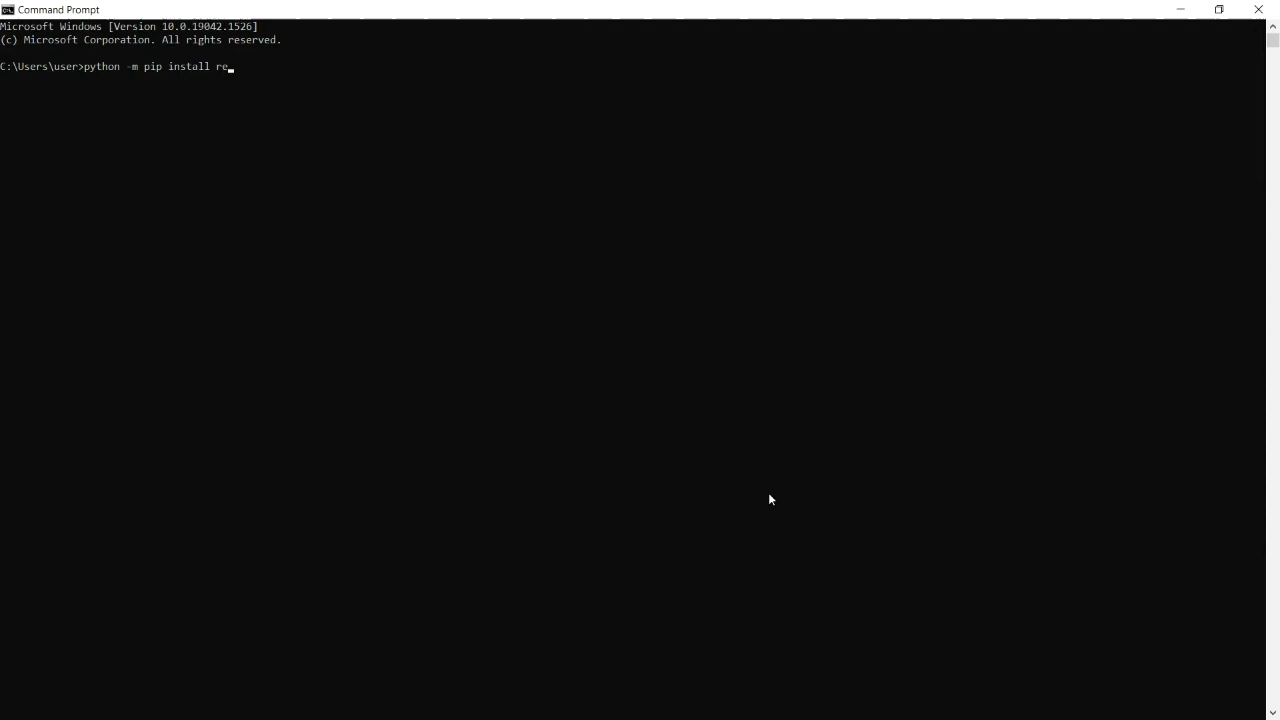 Command Prompt
Microsoft Windows [Version 10.0.19042.1526]
(c) Microsoft Corporation. All rights reserved.
C:\Users\user>python -m pip install re